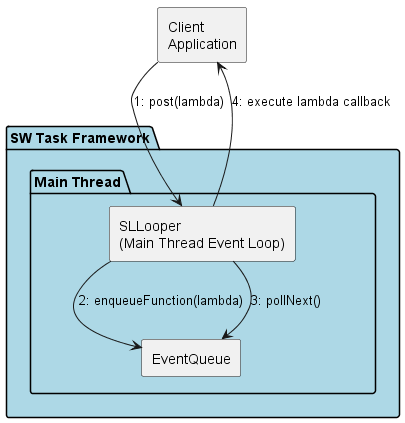 Client
Application
1: post(lambda)
4: execute lambda callback
SW Task Framework
Main Thread
SLLooper
(Main Thread Event Loop)
2: enqueueFunction(lambda)
3: pollNext()
EventQueue